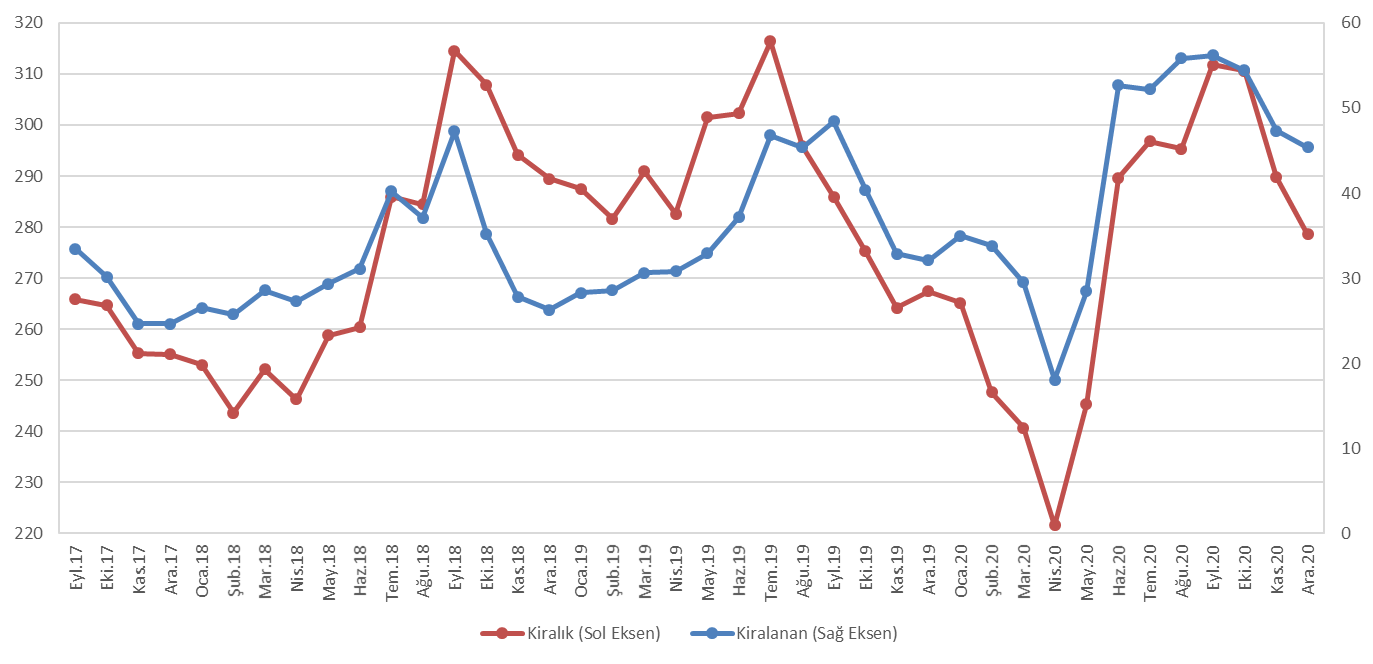 320
310
300
290
280
270
260
250
240
230
220
60
50
40
30
20
10
0
Eyl.17
Eki.17
Kas.17
Ara.17
Oca.18
Şub.18
Mar.18
Nis.18
May.18
Haz.18
Tem.18
Ağu.18
Eyl.18
Eki.18
Kas.18
Ara.18
Oca.19
Şub.19
Mar.19
Nis.19
May.19
Haz.19
Tem.19
Ağu.19
Eyl.19
Eki.19
Kas.19
Ara.19
Oca.20
Şub.20
Mar.20
Nis.20
May.20
Haz.20
Tem.20
Ağu.20
Eyl.20
Eki.20
Kas.20
Ara.20
Kiralık (Sol Eksen)
Kiralanan (Sağ Eksen)